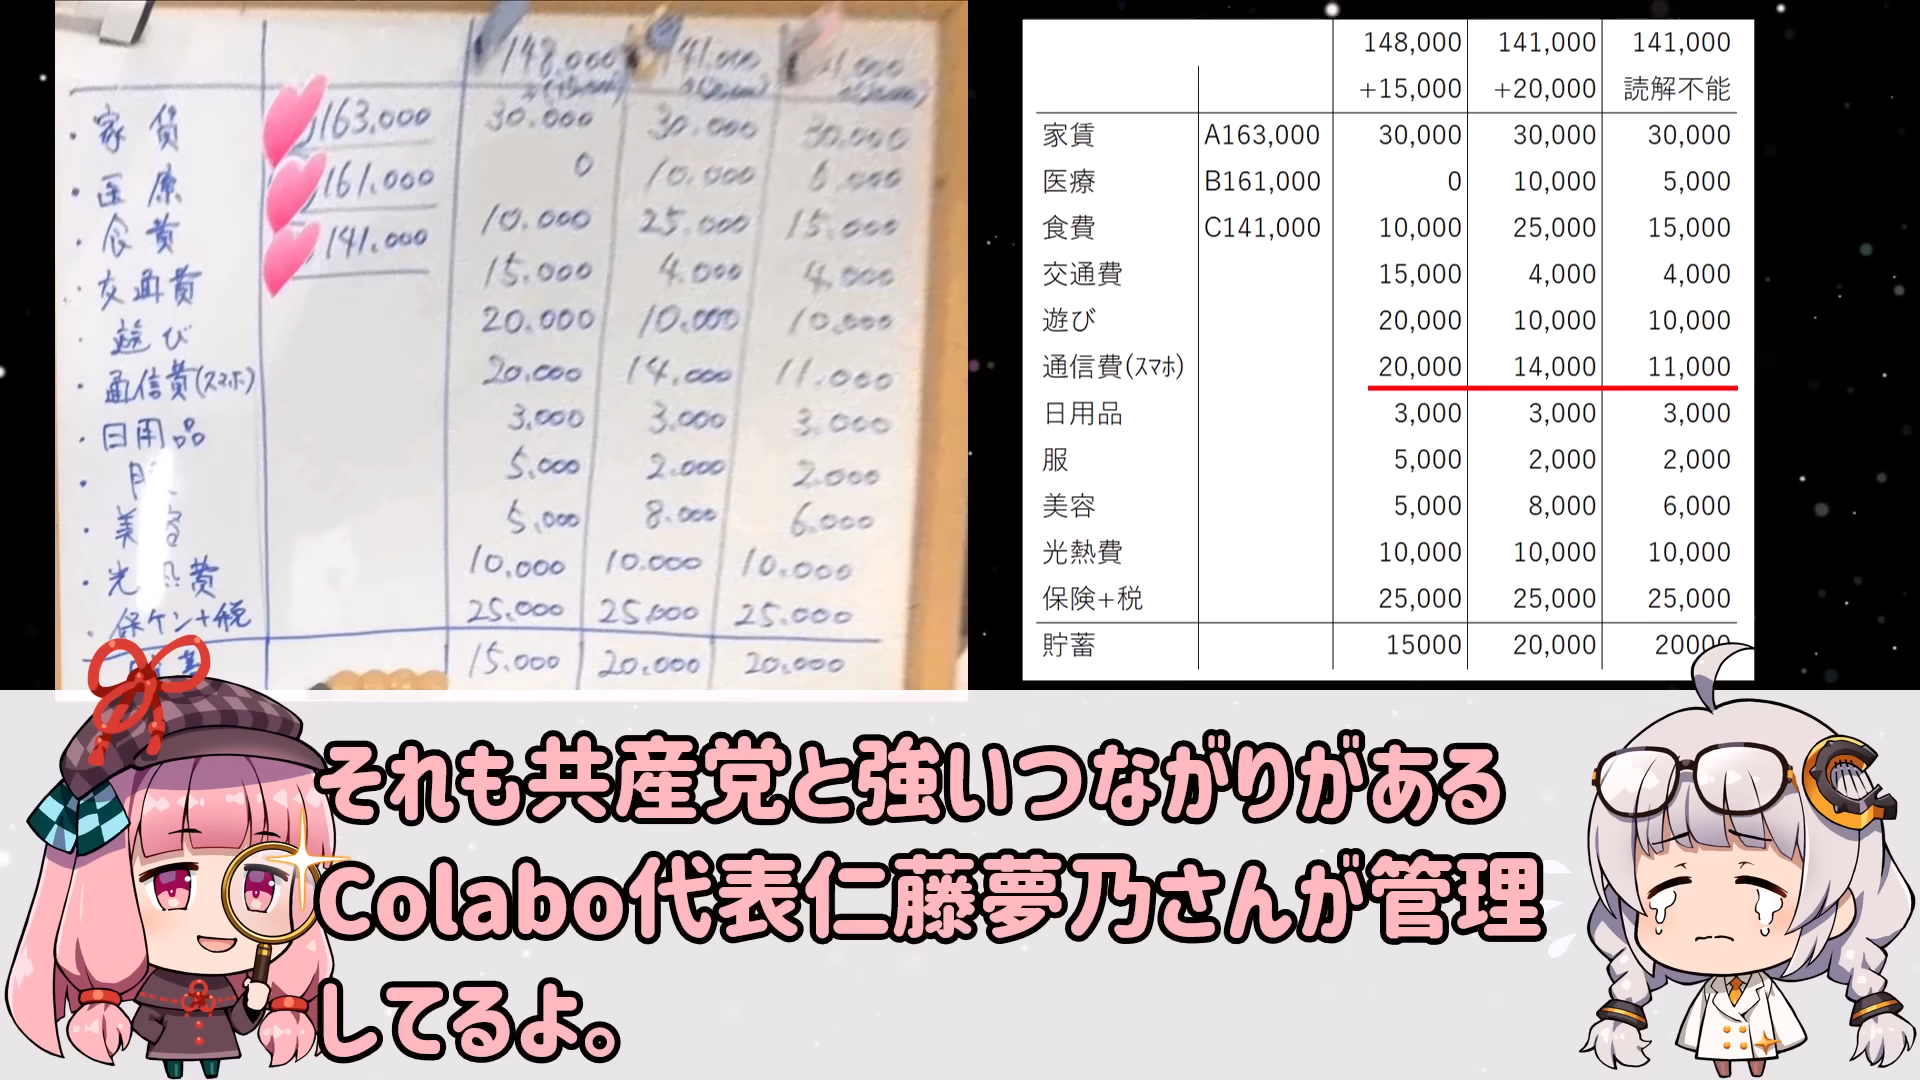 148,000 141,000
家賃 163,000 30.000 30.000 30,000
医療 161,000 0 10.000
食費 141.000 10.000 25.000 15.000
交通費 15.000 4.000 4.000
遊び 20.000 10.000 10.000
通信費(スマホ) 20.000 14.000 11.000
日用品 3,000 3,000 3.000
5.000 2.000 2.000
美容 5,000 8.000 6.000
光熱費 10.000 10.000 10.000
保ケン+税 25.000 25.000 25.000
15.000 20.000 20.000
148,000 141,000 141,000
+15,000 +20,000 読解不能
家賃 A163,000 30,000 30,000 30,000
医療 B161,000 0 10,000 5,000
食費 C141,000 10,000 25,000 15,000
交通費 15,000 4,000 4,000
遊び 20,000 10,000 10,000
通信費(ｽﾏﾎ) 20,000 14,000 11,000
日用品 3,000 3,000 3,000
服 5,000 2,000 2,000
美容 5,000 8,000 6,000
光熱費 10,000 10,000 10,000
保険+税 25,000 25,000 25,000
貯蓄 15000 20,000 20000
それも共産党と強いつながりがある
Colabo代表仁藤夢乃さんが管理
してるよ。